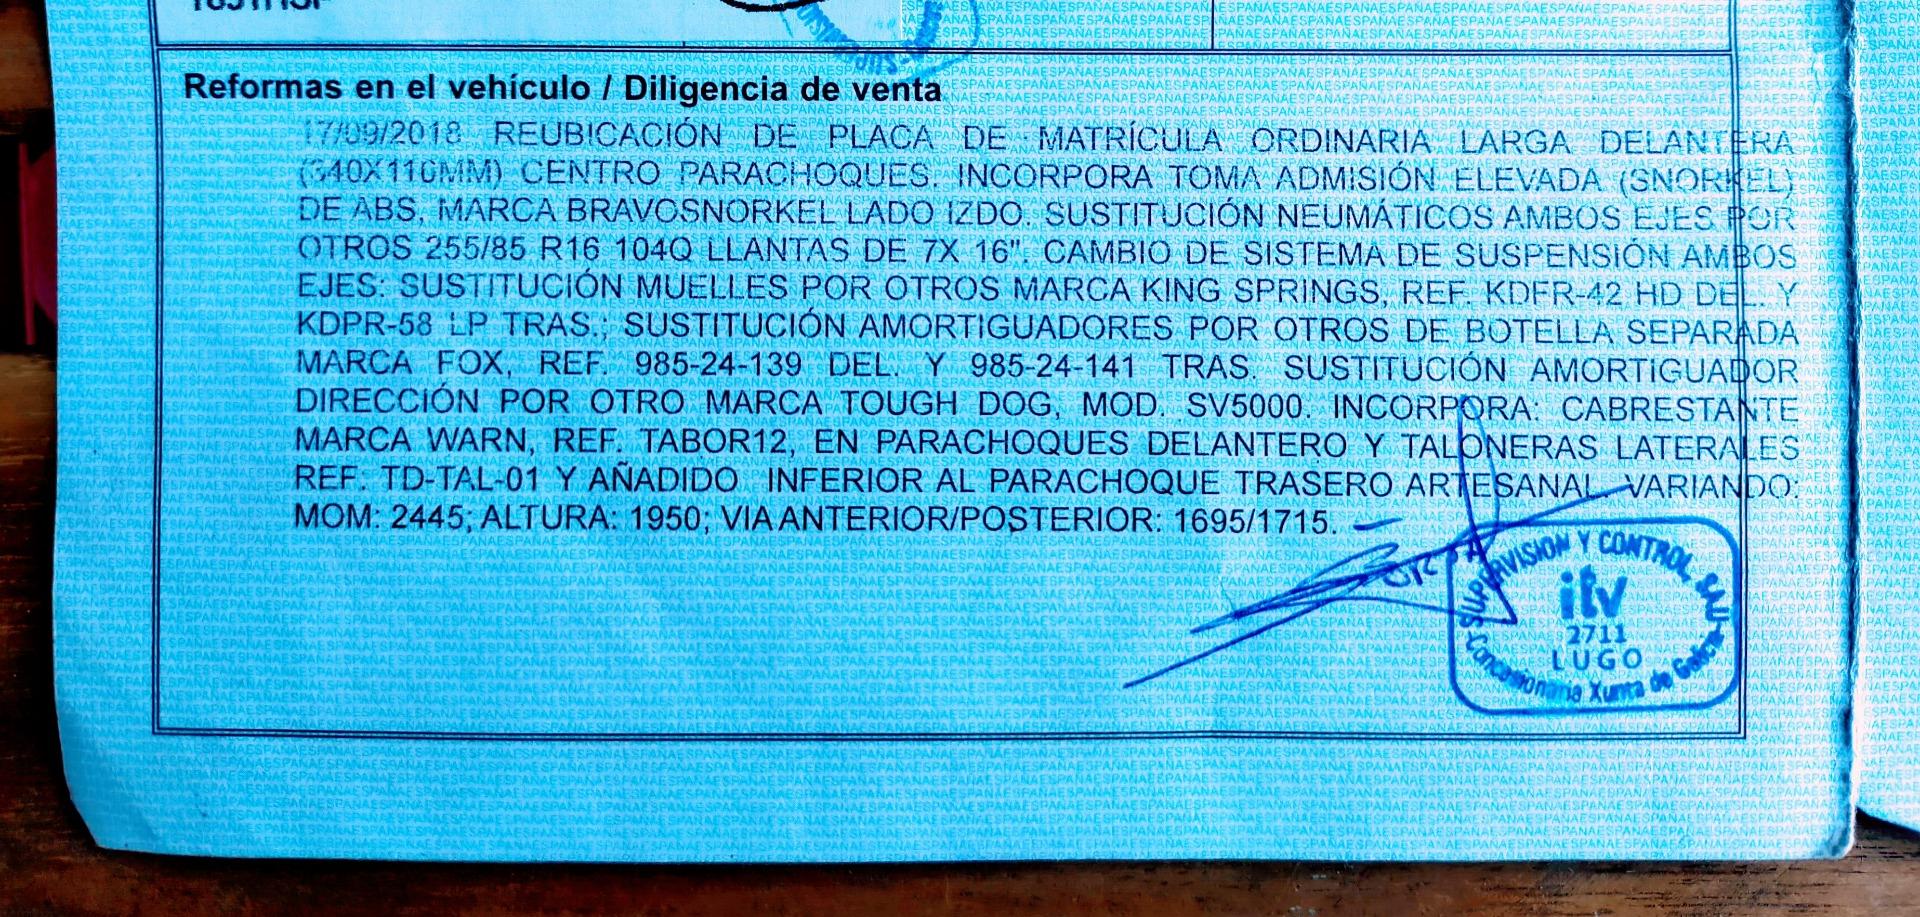 Reformas en el vehículo / Diligencia de venta
17/09/2018 REUBICACIÓN DE PLACA DE MATRÍCULA ORDINARIA LARGA DELANTERA
(340X110MM) CENTRO PARACHOQUES. INCORPORA TOMA ADMISIÓN ELEVADA (SNORKEL)
DE ABS, MARCA BRAVOSNORKEL LADO IZDO. SUSTITUCIÓN NEUMÁTICOS AMBOS EJES POR
OTROS 255/85 R16 104Q LLANTAS DE 7X 16". CAMBIO DE SISTEMA DE SUSPENSIÓN AMBOS
EJES: SUSTITUCIÓN MUELLES POR OTROS MARCA KING SPRINGS, REF. KDFR-42 HD DEL. Y
KDPR-58 LP TRAS.; SUSTITUCIÓN AMORTIGUADORES POR OTROS DE BOTELLA SEPARADA
MARCA FOX, REF. 985-24-139 DEL. Y 985-24-141 TRAS. SUSTITUCIÓN AMORTIGUADOR
DIRECCIÓN POR OTRO MARCA TOUGH DOG, MOD. SV5000. INCORPORA: CABRESTANTE
MARCA WARN, REF. TABOR12, EN PARACHOQUES DELANTERO Y TALONERAS LATERALES
REF. TD-TAL-01 Y AÑADIDO INFERIOR AL PARACHOQUE TRASERO ARTESANAL. VARIANDO:
MOM: 2445; ALTURA: 1950; VIA ANTERIOR/POSTERIOR: 1695/1715.
SUPERVISION Y CONTROL, S.A.U.
itv
2711
LUGO
Concesionaria Xunta de Galicia